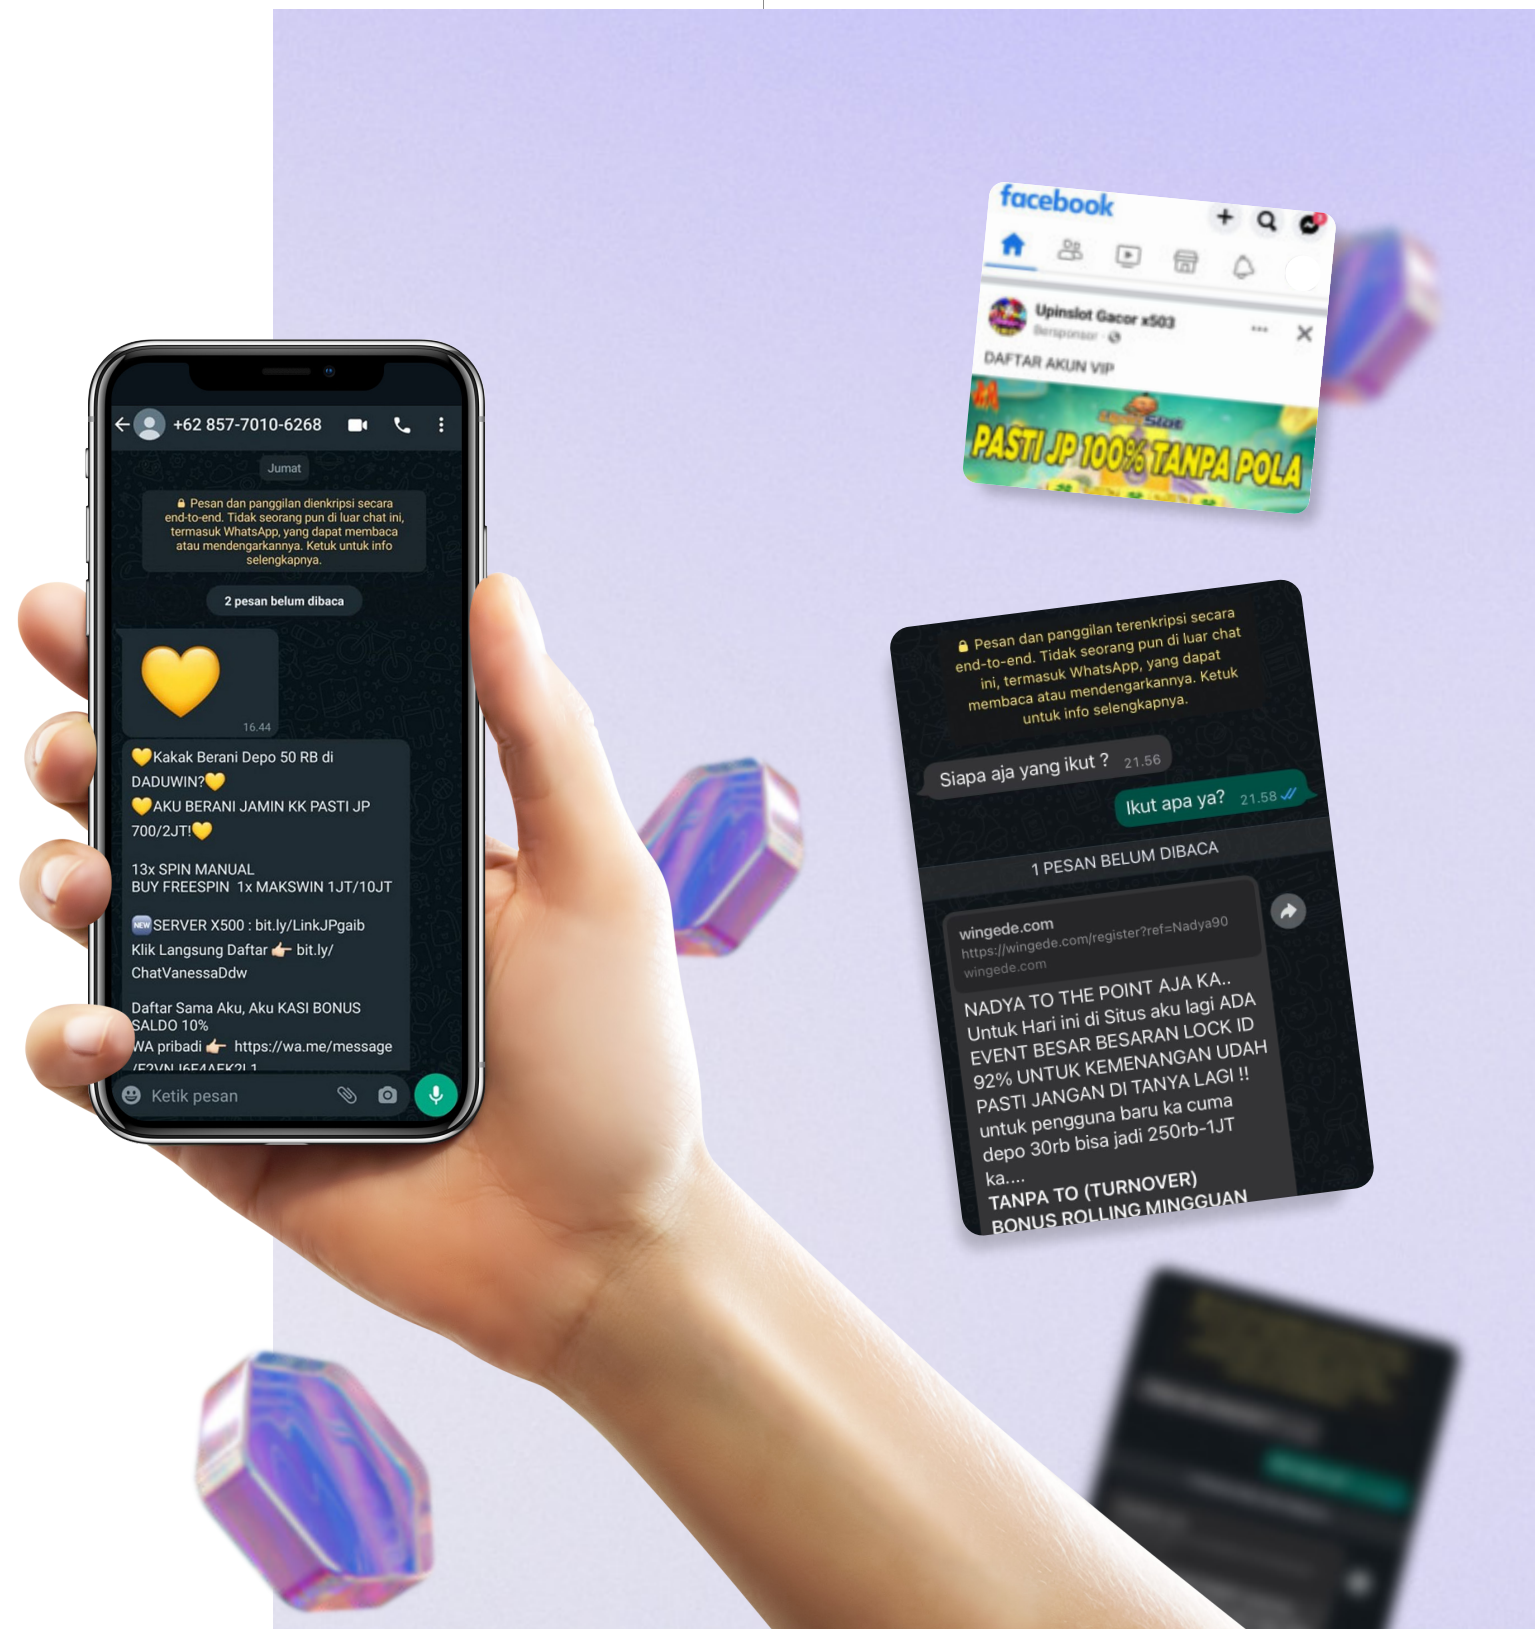 +62 857-7010-6268
Jumat
Pesan dan panggilan dienkripsi secara
end-to-end. Tidak seorang pun di luar chat ini,
termasuk WhatsApp, yang dapat membaca
atau mendengarkannya. Ketuk untuk info
selengkapnya.
2 pesan belum dibaca
16.44
💛Kakak Berani Depo 50 RB di
DADUWIN?💛
💛AKU BERANI JAMIN KK PASTI JP
700/2JT!💛
13x SPIN MANUAL
BUY FREESPIN 1x MAKSWIN 1JT/10JT
🆕SERVER X500 : bit.ly/LinkJPgaib
Klik Langsung Daftar 👉🏻 bit.ly/
ChatVanessaDdw
Daftar Sama Aku, Aku KASI BONUS
SALDO 10%
WA pribadi 👉🏻 https://wa.me/message
Ketik pesan
facebook
Upinslot Gacor x503
Bersponsor
DAFTAR AKUN VIP
Slot
PASTI JP 100% TANPA POLA
Pesan dan panggilan terenkripsi secara
end-to-end. Tidak seorang pun di luar chat
ini, termasuk WhatsApp, yang dapat
membaca atau mendengarkannya. Ketuk
untuk info selengkapnya.
Siapa aja yang ikut ? 21.56
Ikut apa ya? 21.58
1 PESAN BELUM DIBACA
wingede.com
https://wingede.com/register?ref=Nadya90
wingede.com
NADYA TO THE POINT AJA KA..
Untuk Hari ini di Situs aku lagi ADA
EVENT BESAR BESARAN LOCK ID
92% UNTUK KEMENANGAN UDAH
PASTI JANGAN DI TANYA LAGI !!
untuk pengguna baru ka cuma
depo 30rb bisa jadi 250rb-1JT
ka....
TANPA TO (TURNOVER)
BONUS ROLLING MINGGUAN